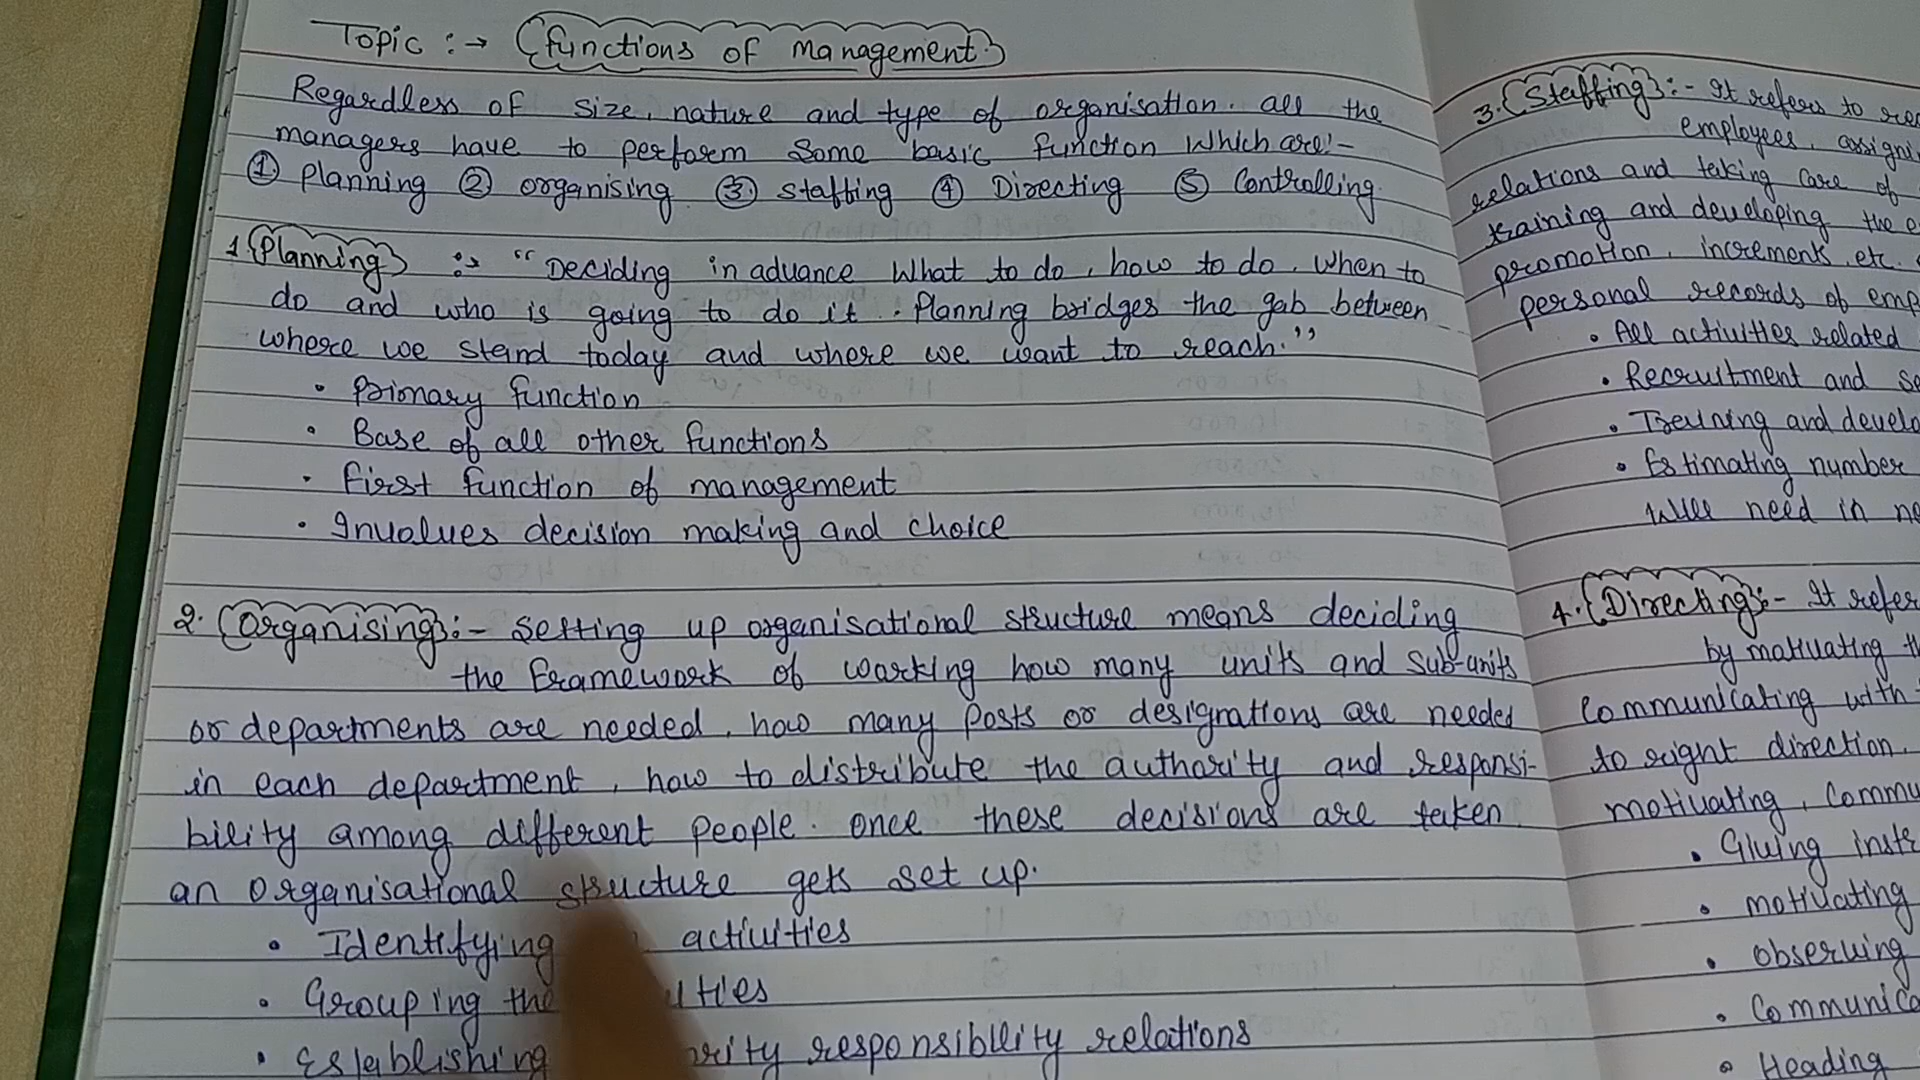 Topic :→ Functions of Management
Regardless of size, nature and type of organisation. all the
managers have to perform some basic function which are:-
① Planning ② organising ③ Staffing ④ Directing ⑤ Controlling
1. Planning :→ "Deciding in advance what to do, how to do, when to
do and who is going to do it. Planning bridges the gab between
where we stand today and where we want to reach."
• Primary function
• Base of all other functions
• First function of management
• Involves decision making and choice
2. Organising :- Setting up organisational structure means deciding
the framework of working how many units and sub-units
or departments are needed, how many posts or designations are needed
in each department, how to distribute the authority and responsi-
bility among different people. once these decisions are taken
an organisational structure gets set up.
• Identifying activities
• Grouping the
• Establishing responsibility relations
3. Staffing :- It refers to
employees, 
relations and taking care of
training and developing the
promotion, increments, etc.
personal records of
• All activities related
• Recruitment and
• Training and
• Estimating number
will need in
4. Directing :- It
by motivating
Communicating with
to right direction.
motivating,
• Giving
• motivating
• observing
•
• Heading